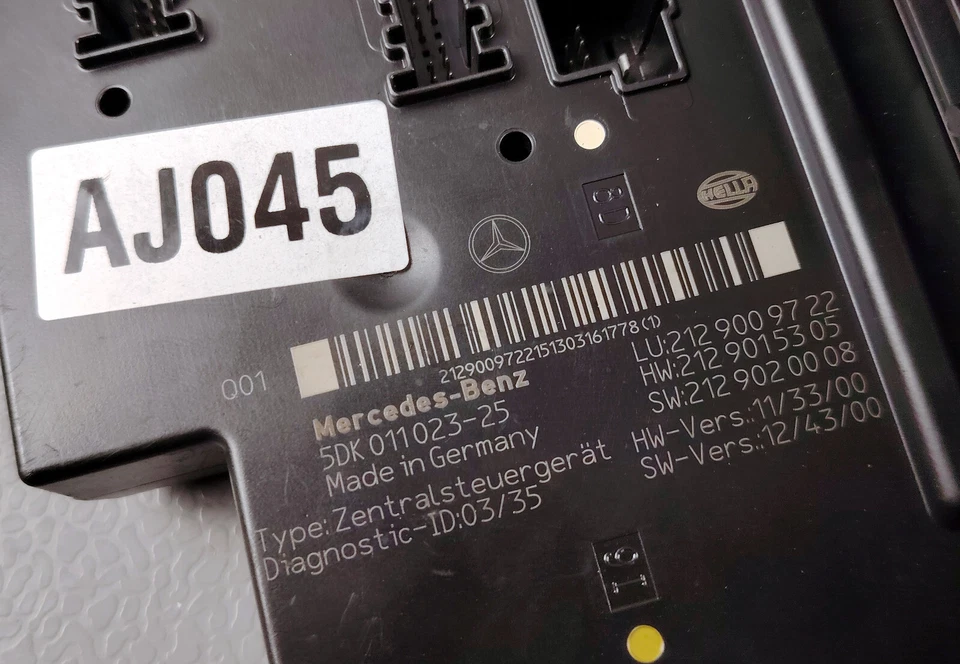 AJ045
HELLA
2129009722151303161778(1)
Q01
Mercedes-Benz
5DK 011 023-25
Made in Germany
Type: Zentralsteuergerät
Diagnostic-ID:03/35
LU:212 900 97 22
HW:212 901 53 05
SW:212 902 00 08
HW-Vers.:11/33/00
SW-Vers.:12/43/00